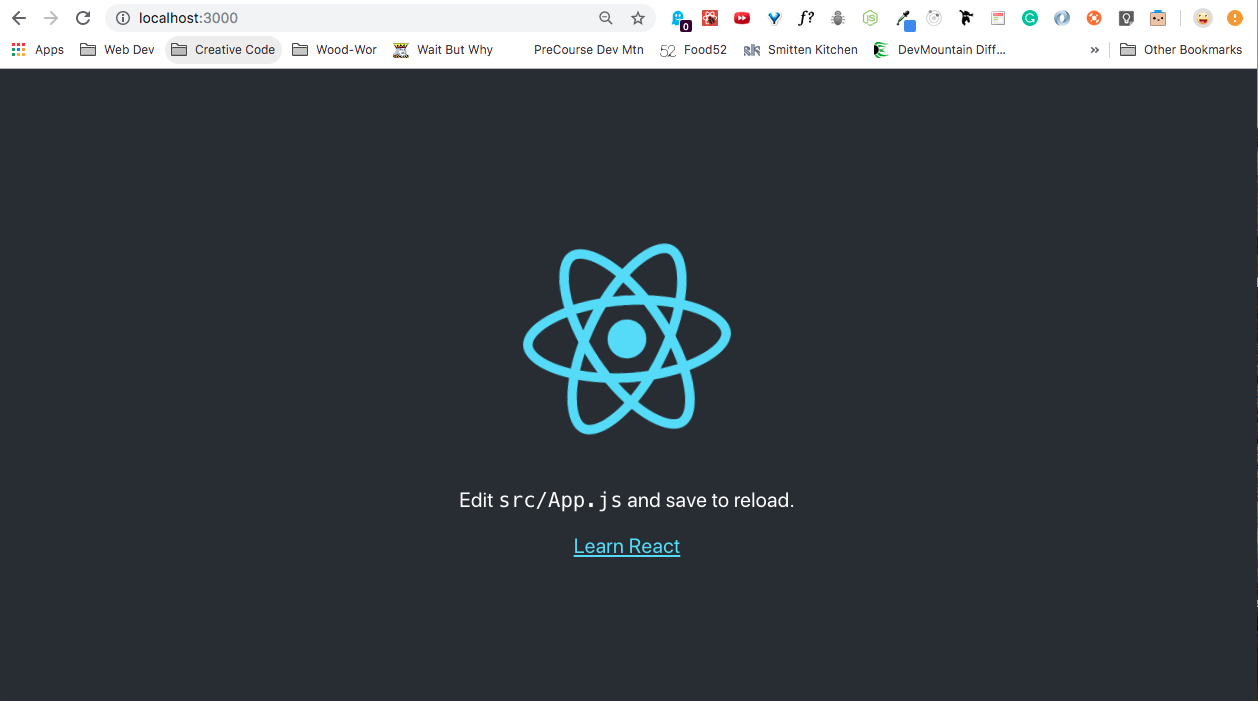 localhost:3000
0
f?
Apps Web Dev Creative Code Wood-Wor Wait But Why PreCourse Dev Mtn 52 Food52 Smitten Kitchen DevMountain Diff... » Other Bookmarks
Edit src/App.js and save to reload.
Learn React